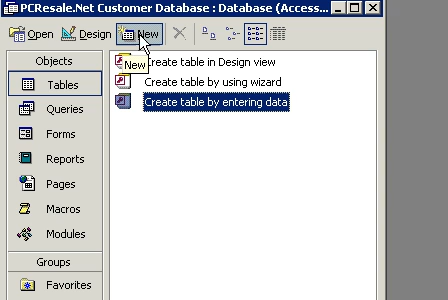 PCResale.Net Customer Database : Database (Access...
Open Design New
Objects
Tables
Queries
Forms
Reports
Pages
Macros
Modules
Groups
Favorites
Create table in Design view
Create table by using wizard
Create table by entering data
New